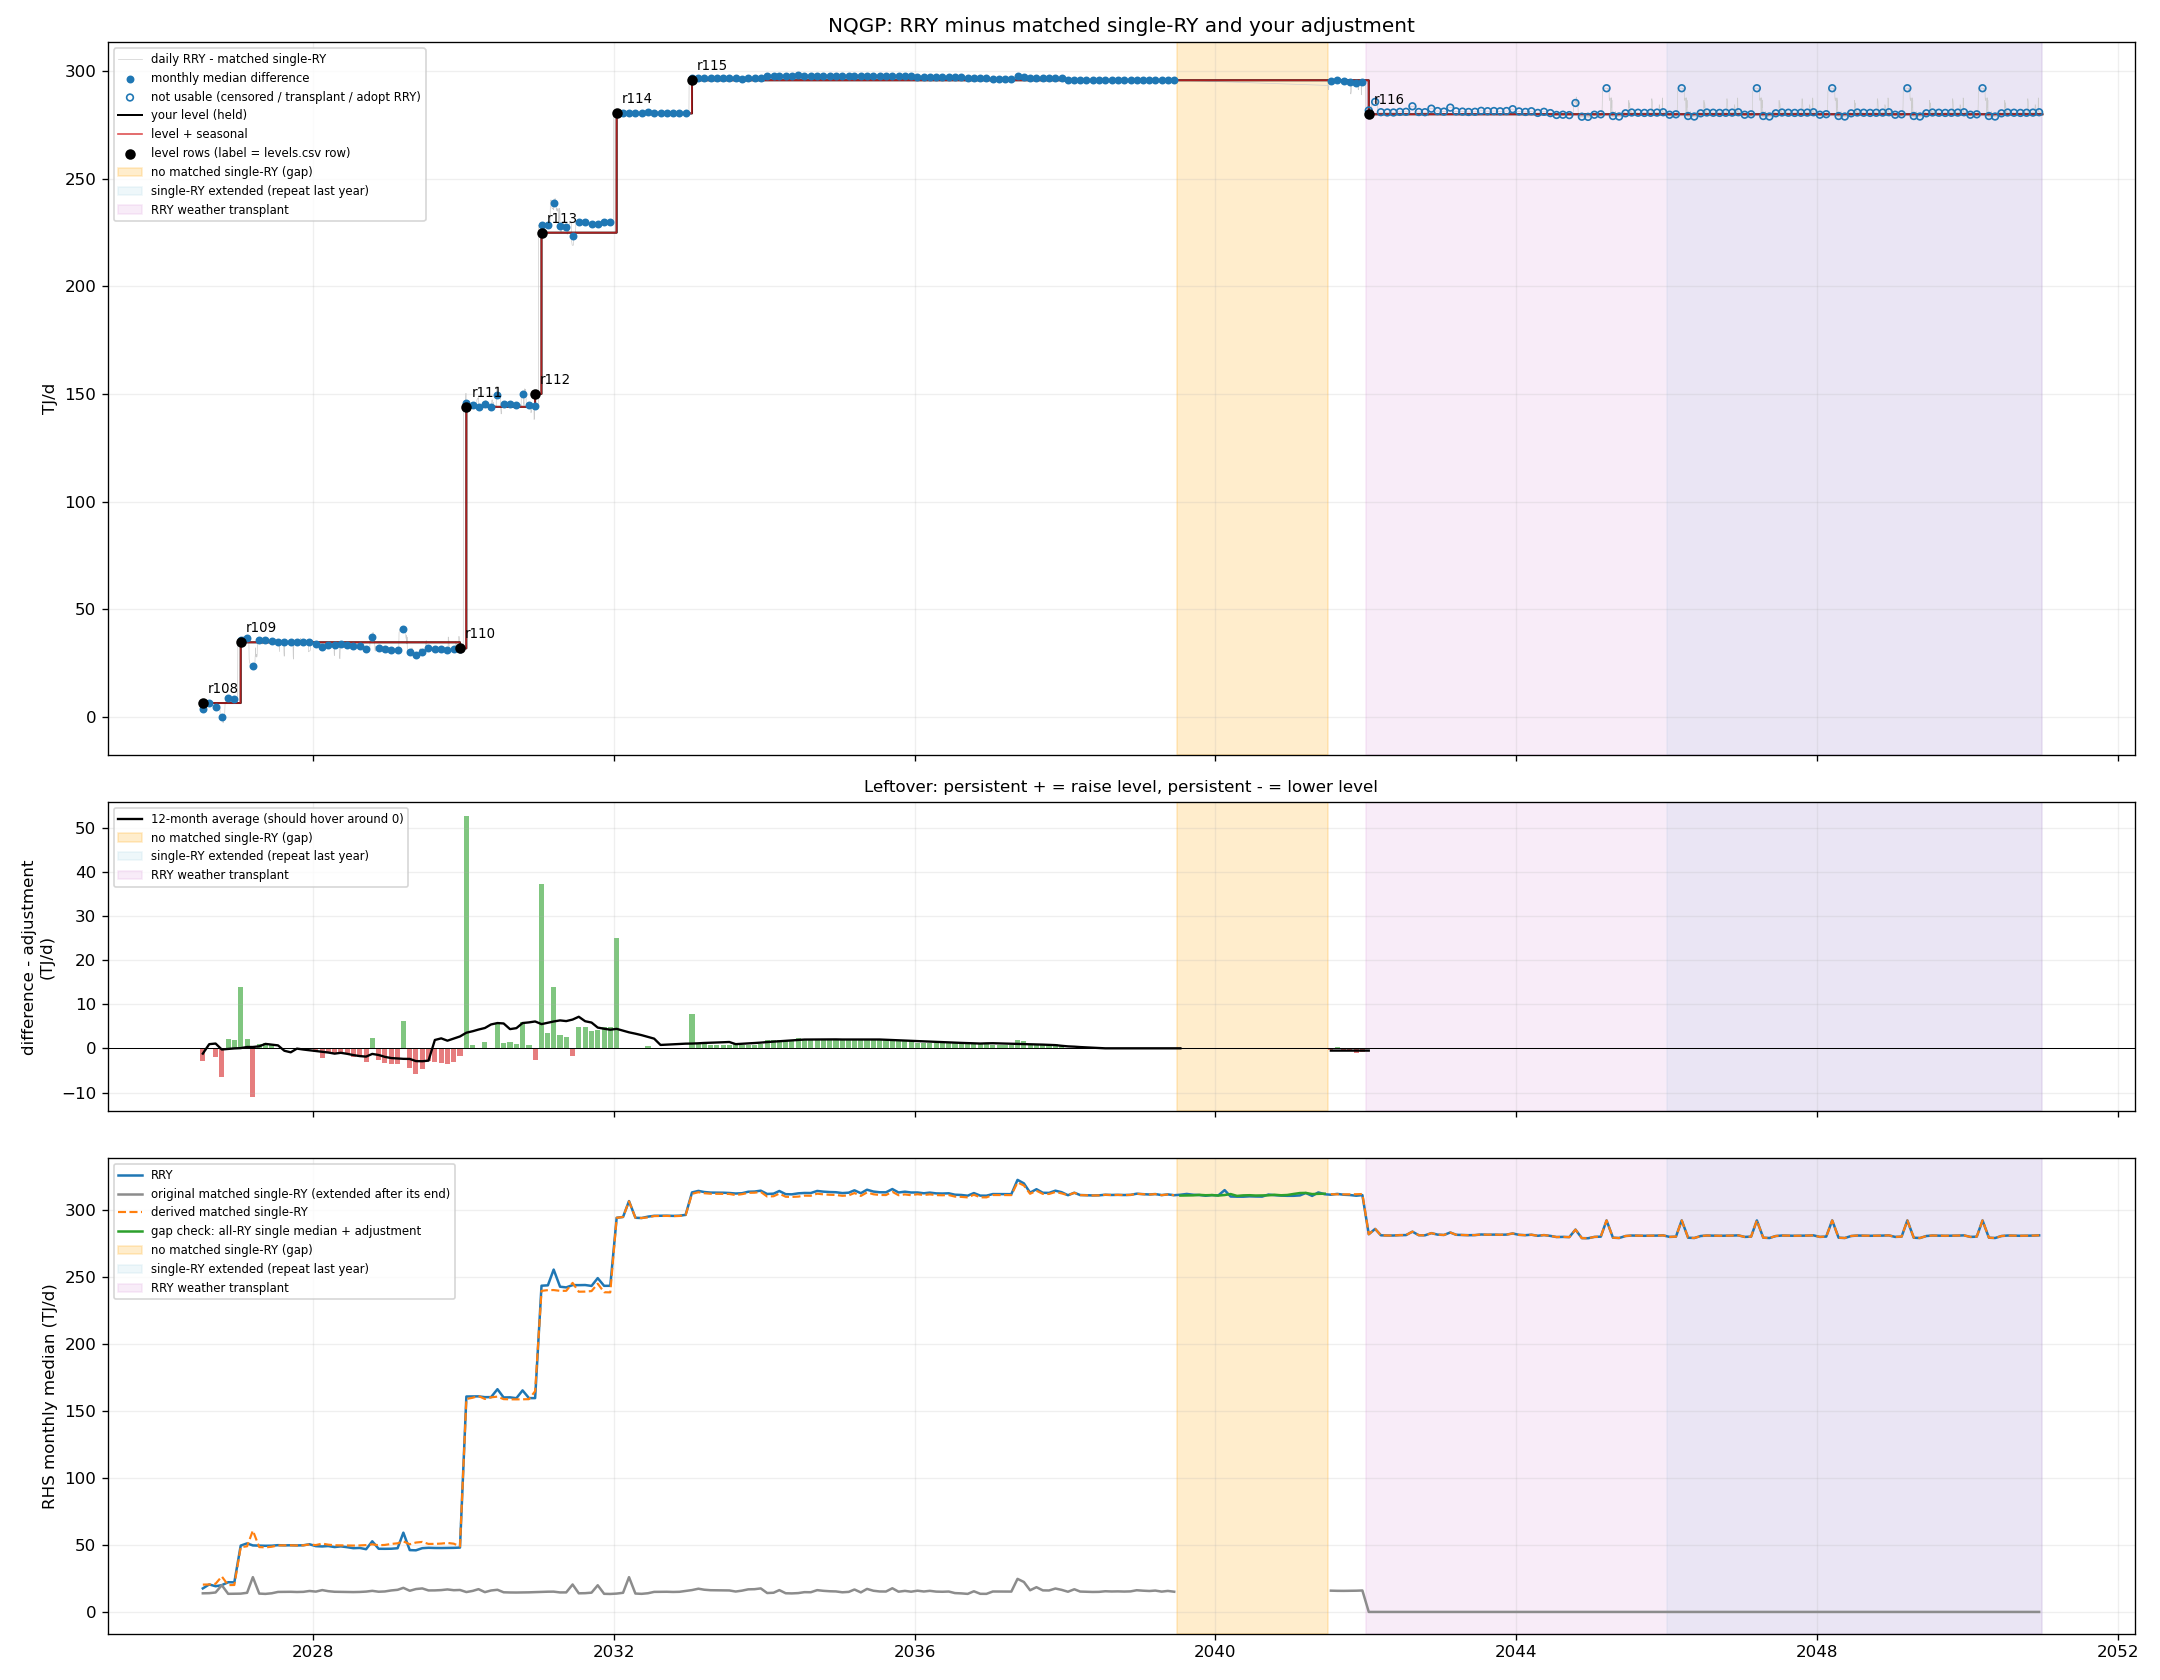 NQGP: RRY minus matched single-RY and your adjustment
daily RRY - matched single-RY
monthly median difference
not usable (censored / transplant / adopt RRY)
your level (held)
level + seasonal
level rows (label = levels.csv row)
no matched single-RY (gap)
single-RY extended (repeat last year)
RRY weather transplant
TJ/d
300
250
200
150
100
50
0
r108
r109
r110
r111
r112
r113
r114
r115
r116
Leftover: persistent + = raise level, persistent - = lower level
12-month average (should hover around 0)
no matched single-RY (gap)
single-RY extended (repeat last year)
RRY weather transplant
difference - adjustment
(TJ/d)
50
40
30
20
10
0
−10
RRY
original matched single-RY (extended after its end)
derived matched single-RY
gap check: all-RY single median + adjustment
no matched single-RY (gap)
single-RY extended (repeat last year)
RRY weather transplant
RHS monthly median (TJ/d)
300
250
200
150
100
50
0
2028
2032
2036
2040
2044
2048
2052